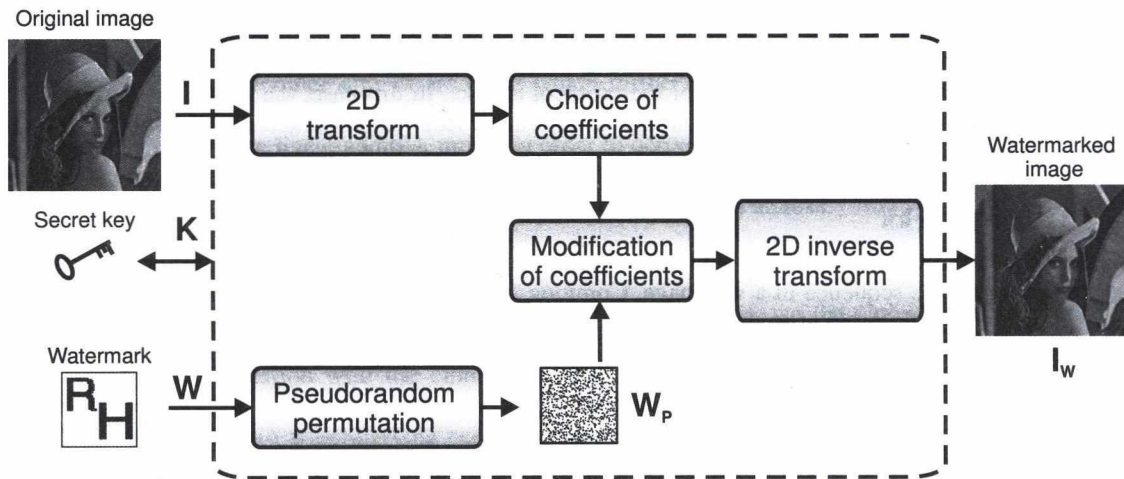 Original image
I
2D
transform
Choice of
coefficients
Watermarked
image
Secret key
K
Modification
of coefficients
2D inverse
transform
I_W
Watermark
R
H
W
Pseudorandom
permutation
W_P